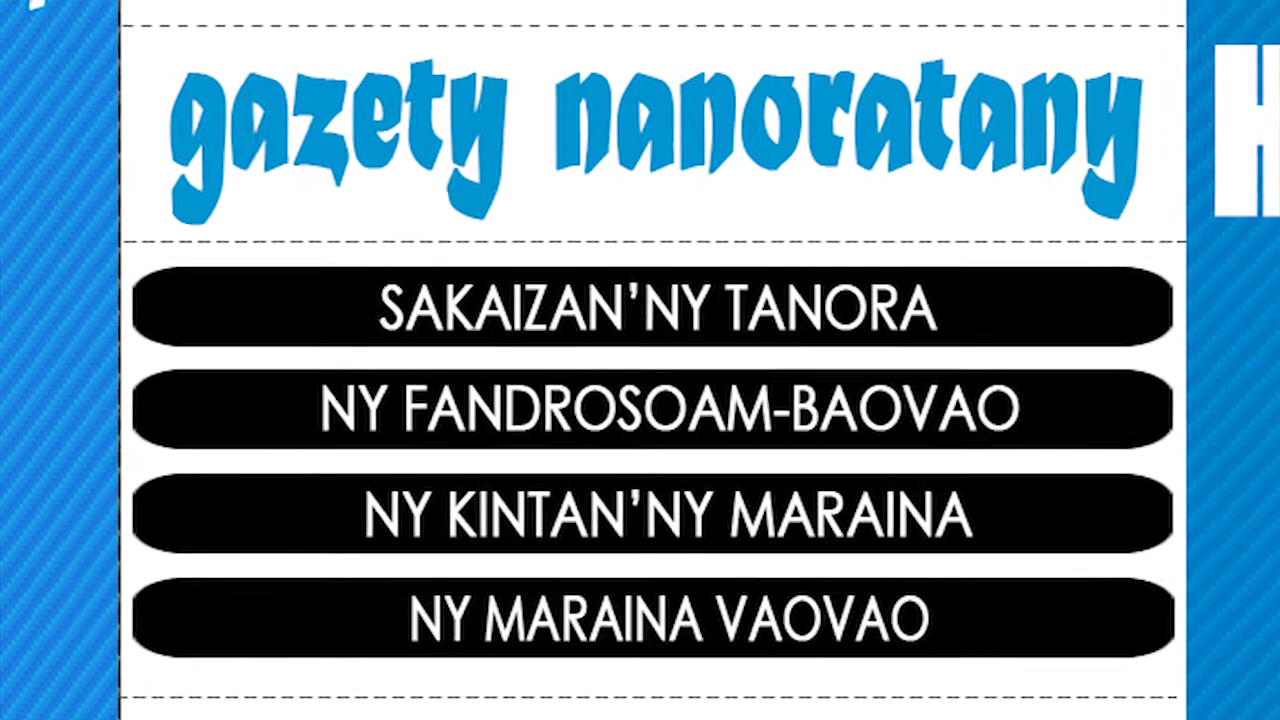 gazety nanoratany
SAKAIZAN’NY TANORA
NY FANDROSOAM-BAOVAO
NY KINTAN’NY MARAINA
NY MARAINA VAOVAO